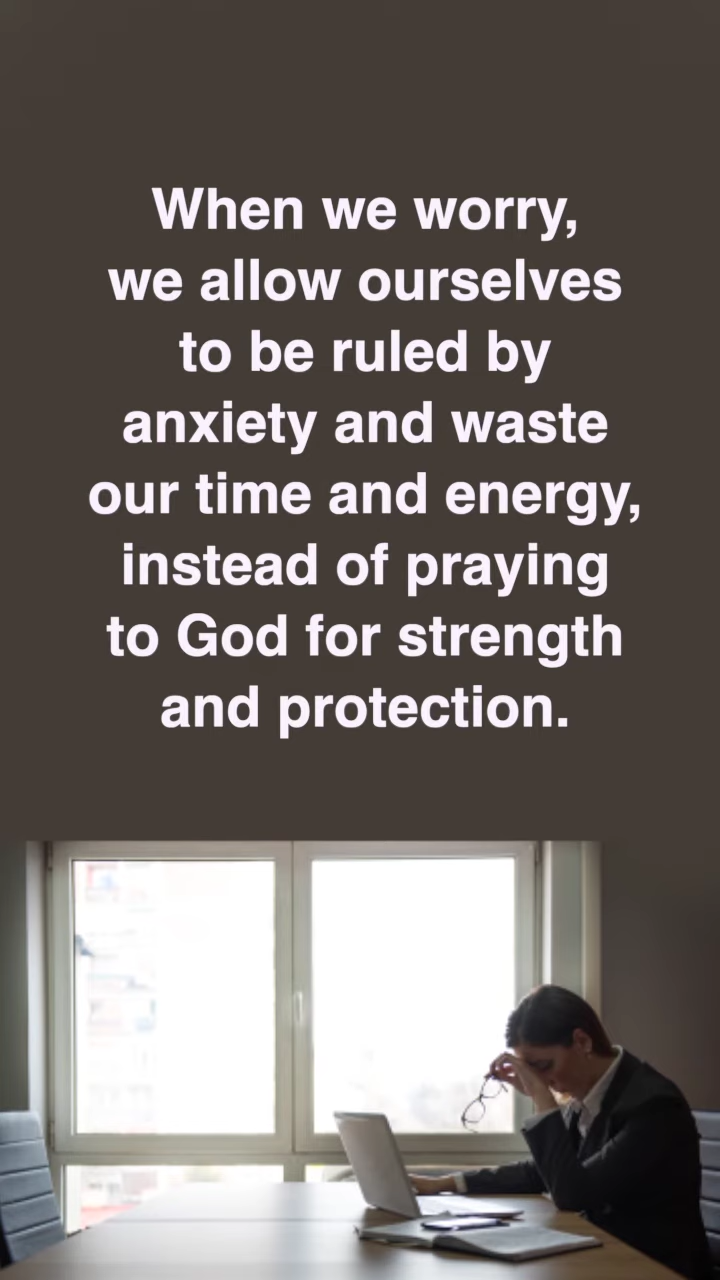 When we worry,
we allow ourselves
to be ruled by
anxiety and waste
our time and energy,
instead of praying
to God for strength
and protection.